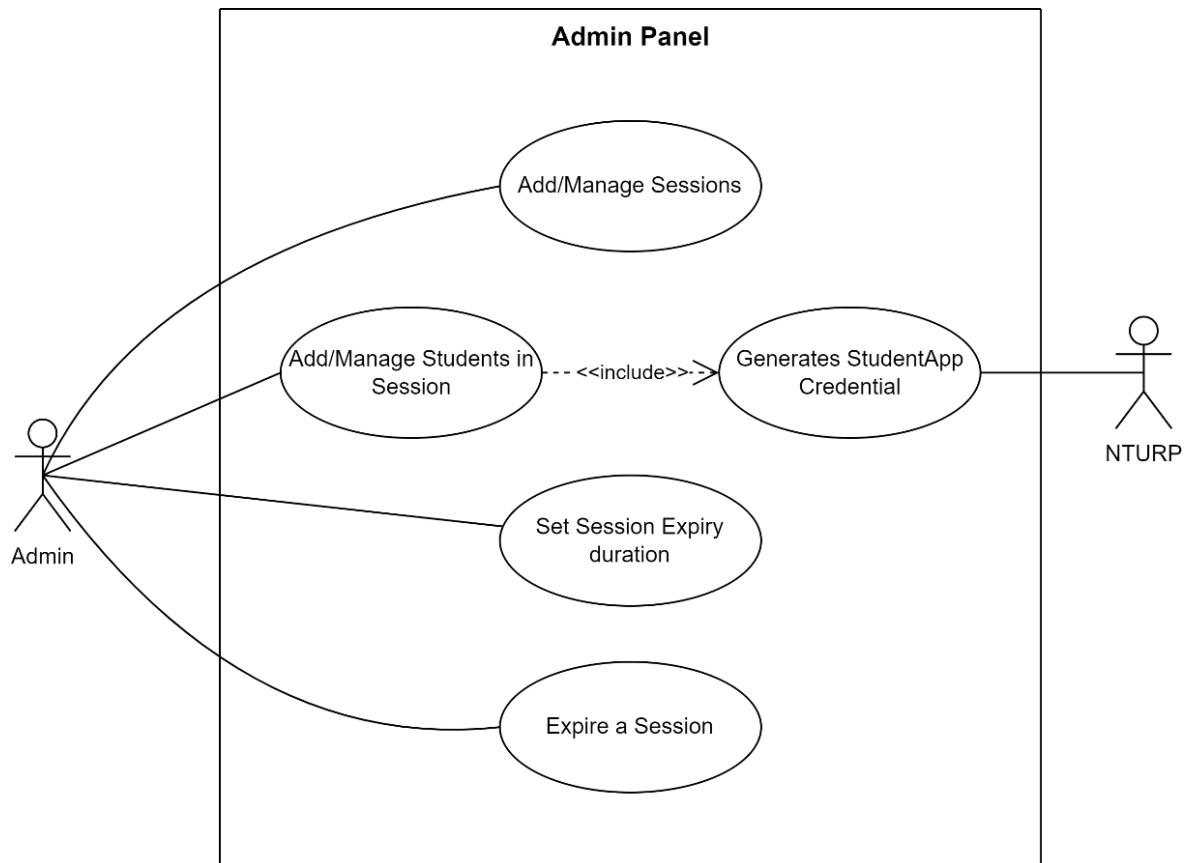 Admin Panel
Add/Manage Sessions
Add/Manage Students in
Session
<<include>>
Generates StudentApp
Credential
NTURP
Admin
Set Session Expiry
duration
Expire a Session